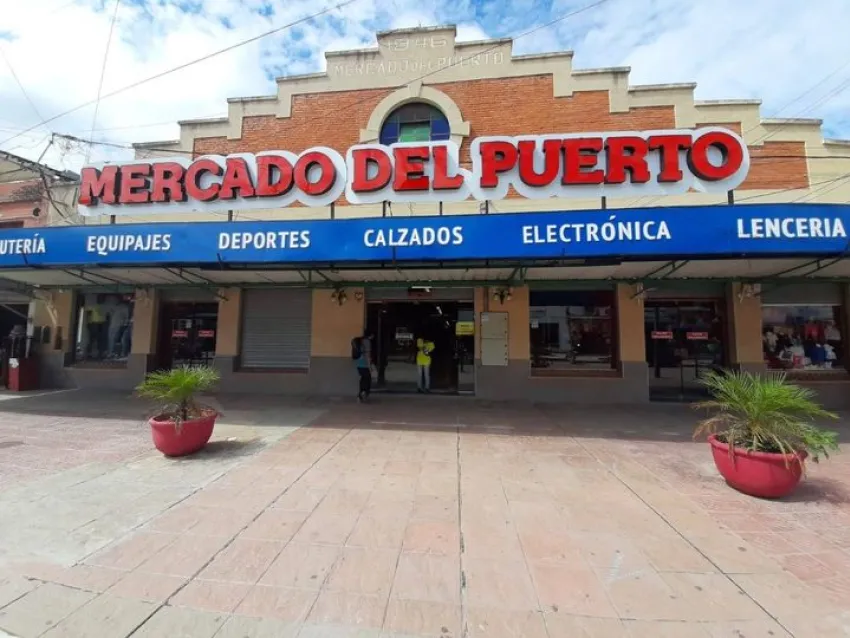 1946
MERCADO DEL PUERTO
MERCADO DEL PUERTO
UTERÍA EQUIPAJES DEPORTES CALZADOS ELECTRÓNICA LENCERIA